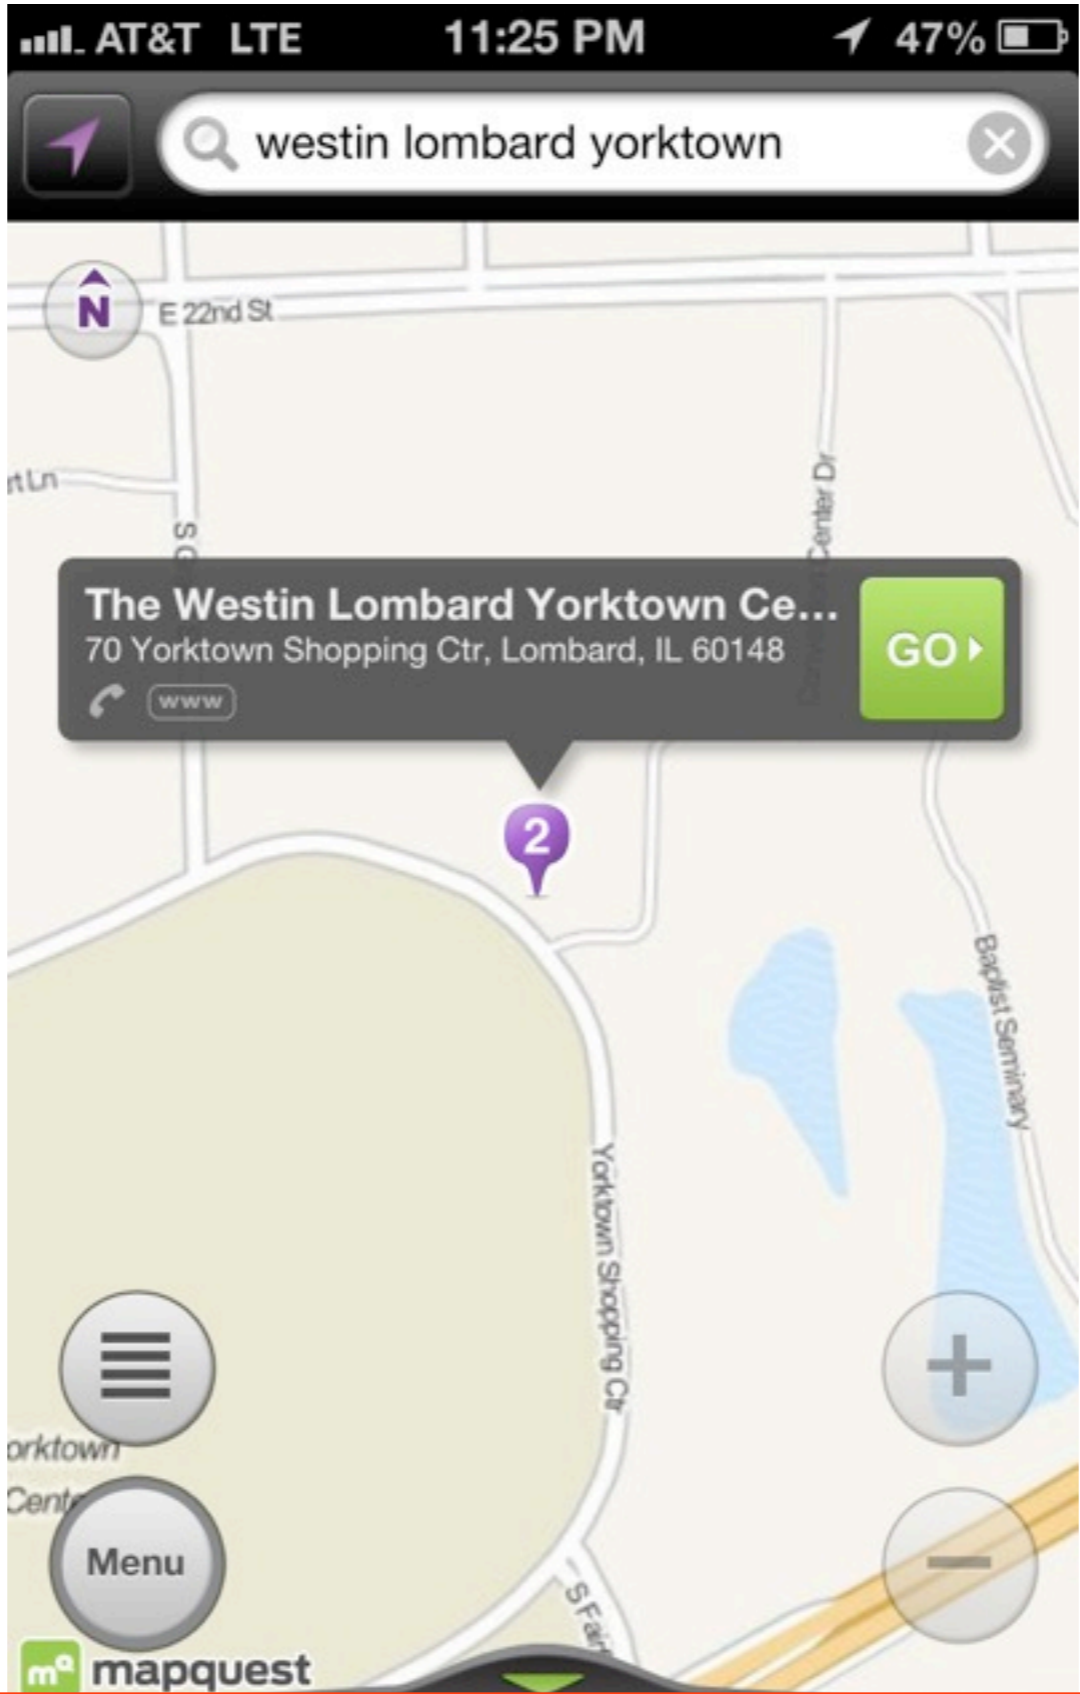 AT&T LTE 11:25 PM 47%
westin lombard yorktown
N
E 22nd St
Center Dr
The Westin Lombard Yorktown Ce...
70 Yorktown Shopping Ctr, Lombard, IL 60148
www
GO
2
Baptist Seminary
Yorktown Shopping Ctr
Menu
mq mapquest